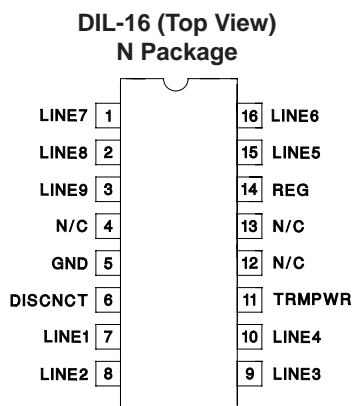 DIL-16 (Top View)
N Package
LINE7 1 16 LINE6
LINE8 2 15 LINE5
LINE9 3 14 REG
N/C 4 13 N/C
GND 5 12 N/C
DISCNCT 6 11 TRMPWR
LINE1 7 10 LINE4
LINE2 8 9 LINE3